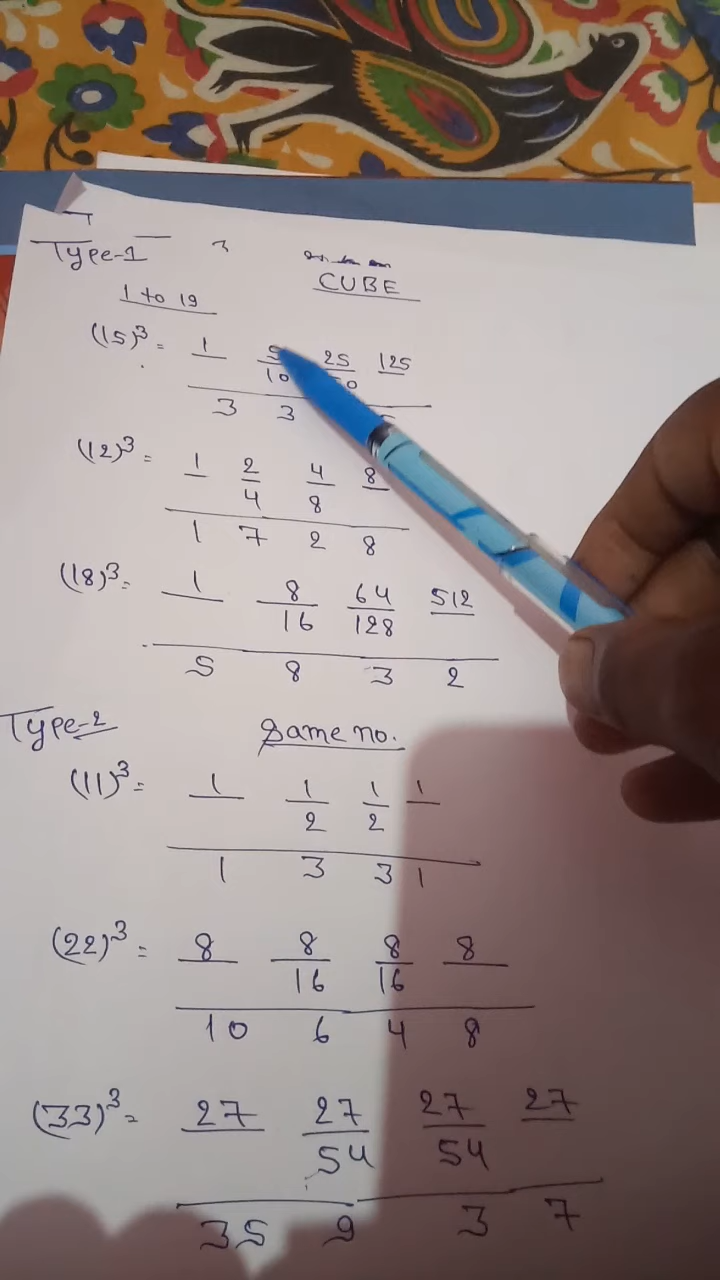 Type-1
CUBE
1 to 19
(15)³ = 1 5 25 125
10
3 3
(12)³ = 1 2 4 8
4 8
1 7 2 8
(18)³ = 1 8 64 512
16 128
5 8 3 2
Type-2 Same no.
(11)³ = 1 1 1 1
2 2
1 3 3 1
(22)³ = 8 8 8 8
16 16
10 6 4 8
(33)³ = 27 27 27 27
54 54
35 9 3 7